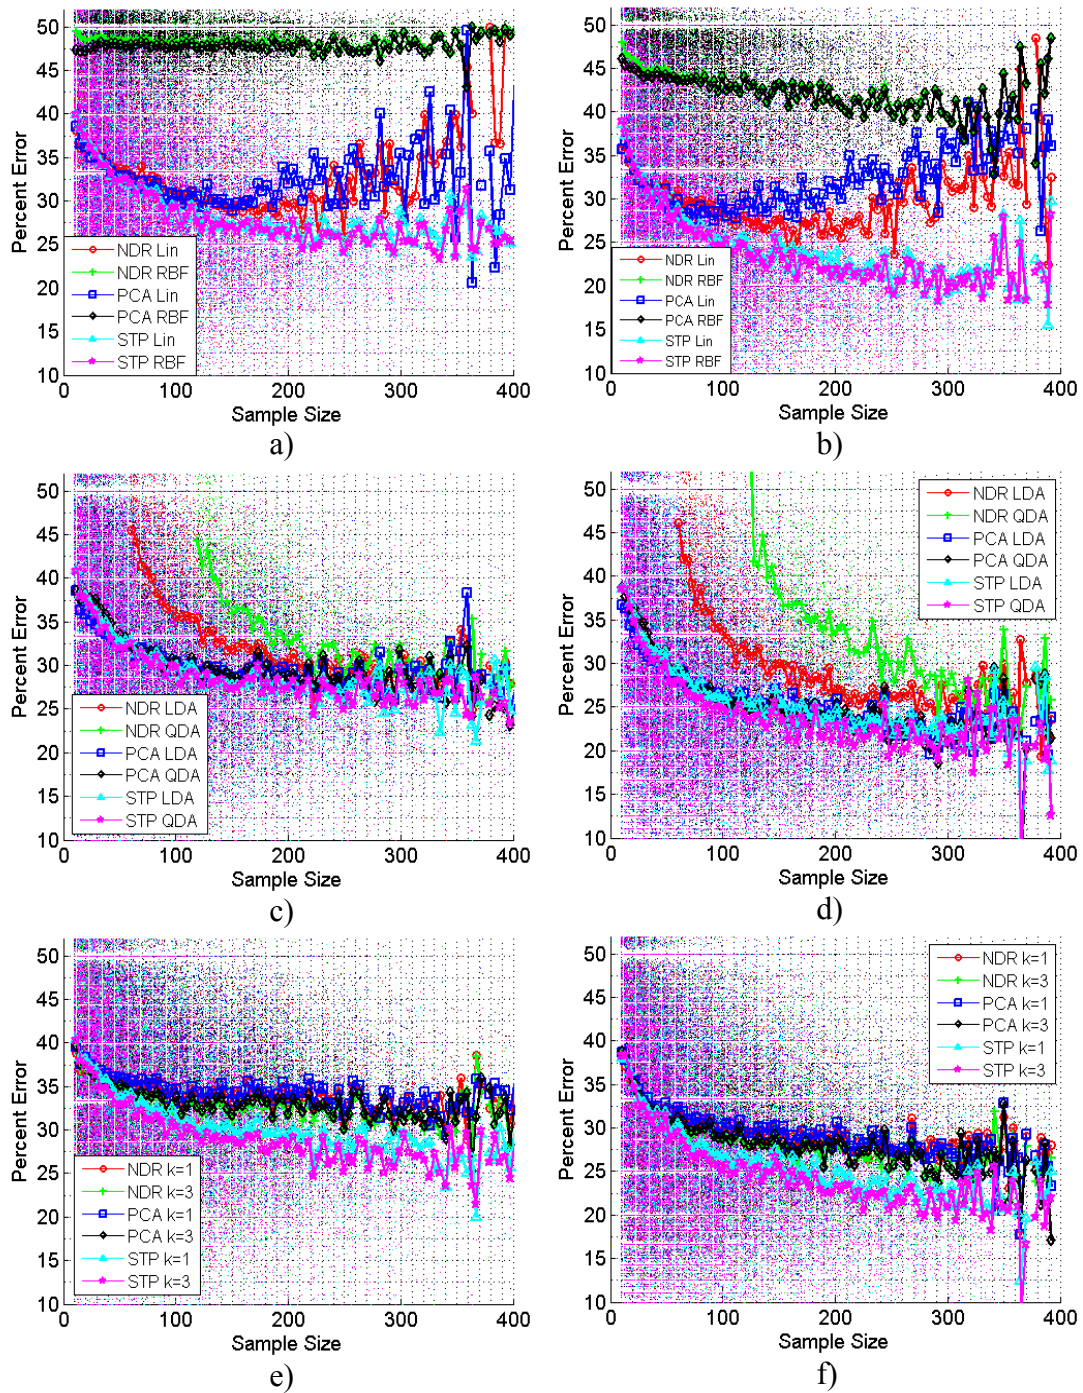 50
45
40
35
30
25
20
15
10
Percent Error
NDR Lin
NDR RBF
PCA Lin
PCA RBF
STP Lin
STP RBF
0 100 200 300 400
Sample Size
a)
50
45
40
35
30
25
20
15
10
Percent Error
NDR Lin
NDR RBF
PCA Lin
PCA RBF
STP Lin
STP RBF
0 100 200 300 400
Sample Size
b)
50
45
40
35
30
25
20
15
10
Percent Error
NDR LDA
NDR QDA
PCA LDA
PCA QDA
STP LDA
STP QDA
0 100 200 300 400
Sample Size
c)
50
45
40
35
30
25
20
15
10
Percent Error
NDR LDA
NDR QDA
PCA LDA
PCA QDA
STP LDA
STP QDA
0 100 200 300 400
Sample Size
d)
50
45
40
35
30
25
20
15
10
Percent Error
NDR k=1
NDR k=3
PCA k=1
PCA k=3
STP k=1
STP k=3
0 100 200 300 400
Sample Size
e)
50
45
40
35
30
25
20
15
10
Percent Error
NDR k=1
NDR k=3
PCA k=1
PCA k=3
STP k=1
STP k=3
0 100 200 300 400
Sample Size
f)